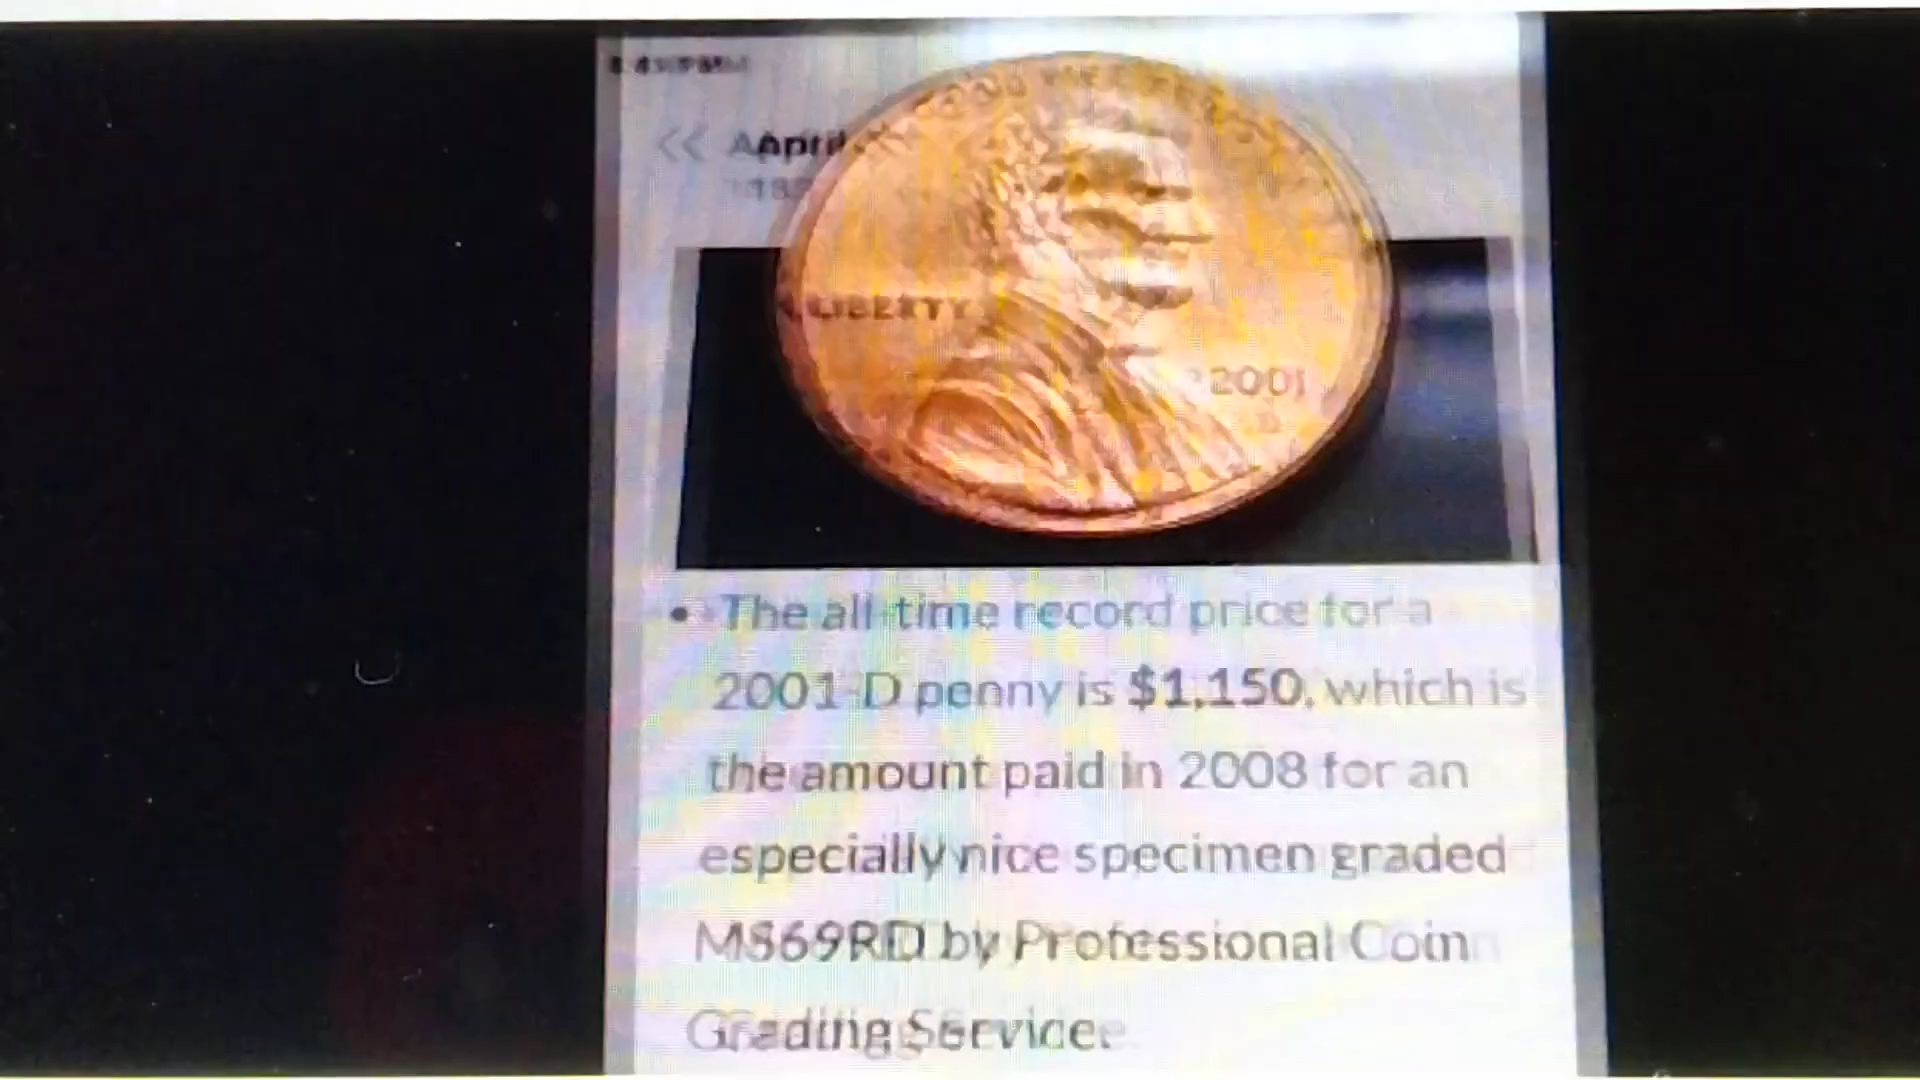 April
LIBERTY
2001
D
• The all-time record price for a
2001-D penny is $1,150, which is
the amount paid in 2008 for an
especially nice specimen graded
MS69RD by Professional Coin
Grading Service.